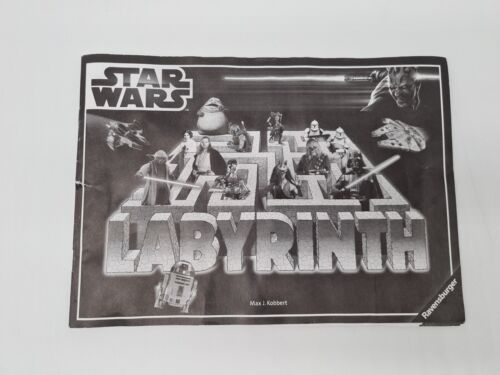 STAR
WARS
LABYRINTH
Max J. Kobbert
Ravensburger